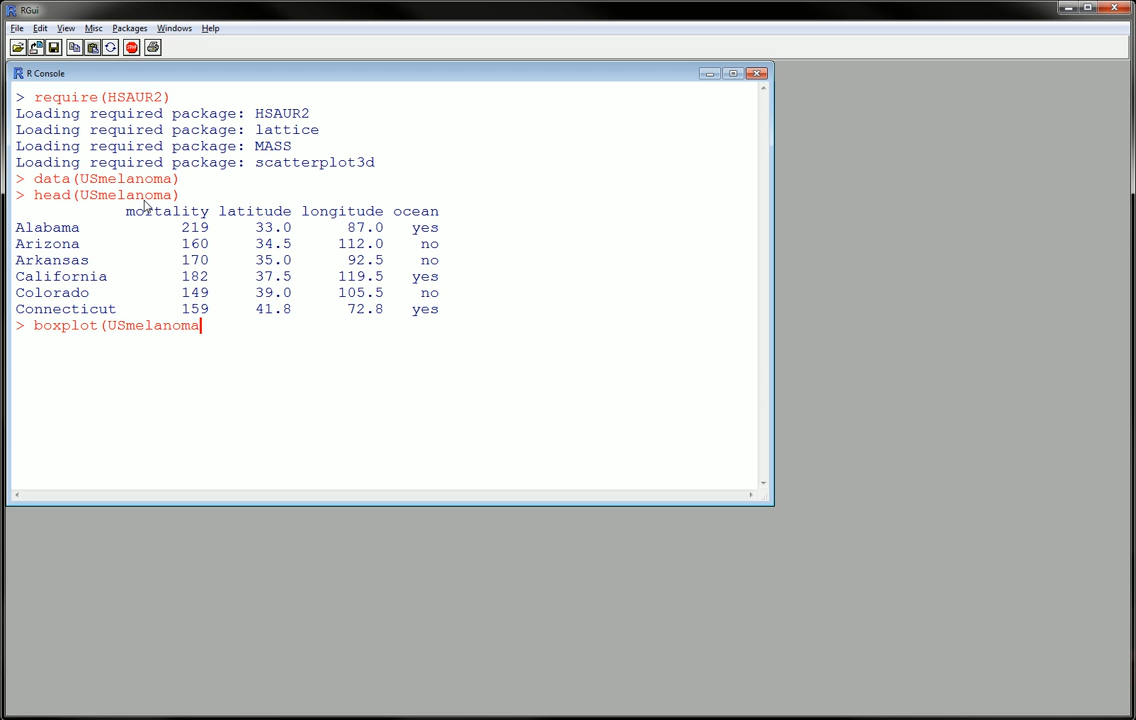 RGui
File Edit View Misc Packages Windows Help
STOP
R Console
> require(HSAUR2)
Loading required package: HSAUR2
Loading required package: lattice
Loading required package: MASS
Loading required package: scatterplot3d
> data(USmelanoma)
> head(USmelanoma)
mortality latitude longitude ocean
Alabama 219 33.0 87.0 yes
Arizona 160 34.5 112.0 no
Arkansas 170 35.0 92.5 no
California 182 37.5 119.5 yes
Colorado 149 39.0 105.5 no
Connecticut 159 41.8 72.8 yes
> boxplot(USmelanoma